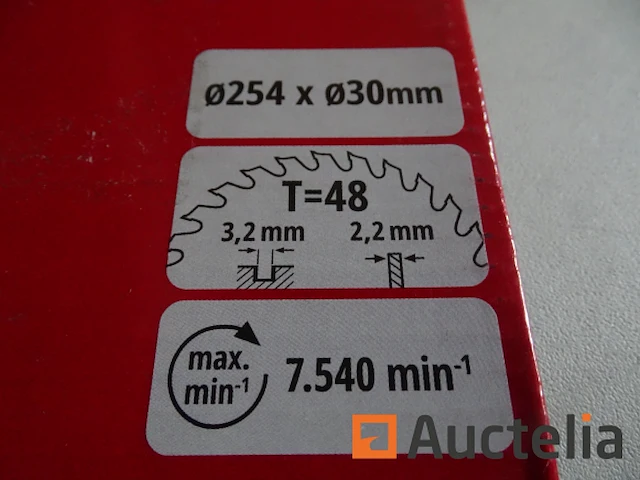 ø254 x ø30mm
T=48
3,2 mm 2,2 mm
max. min-¹ 7.540 min-¹
Auctelia